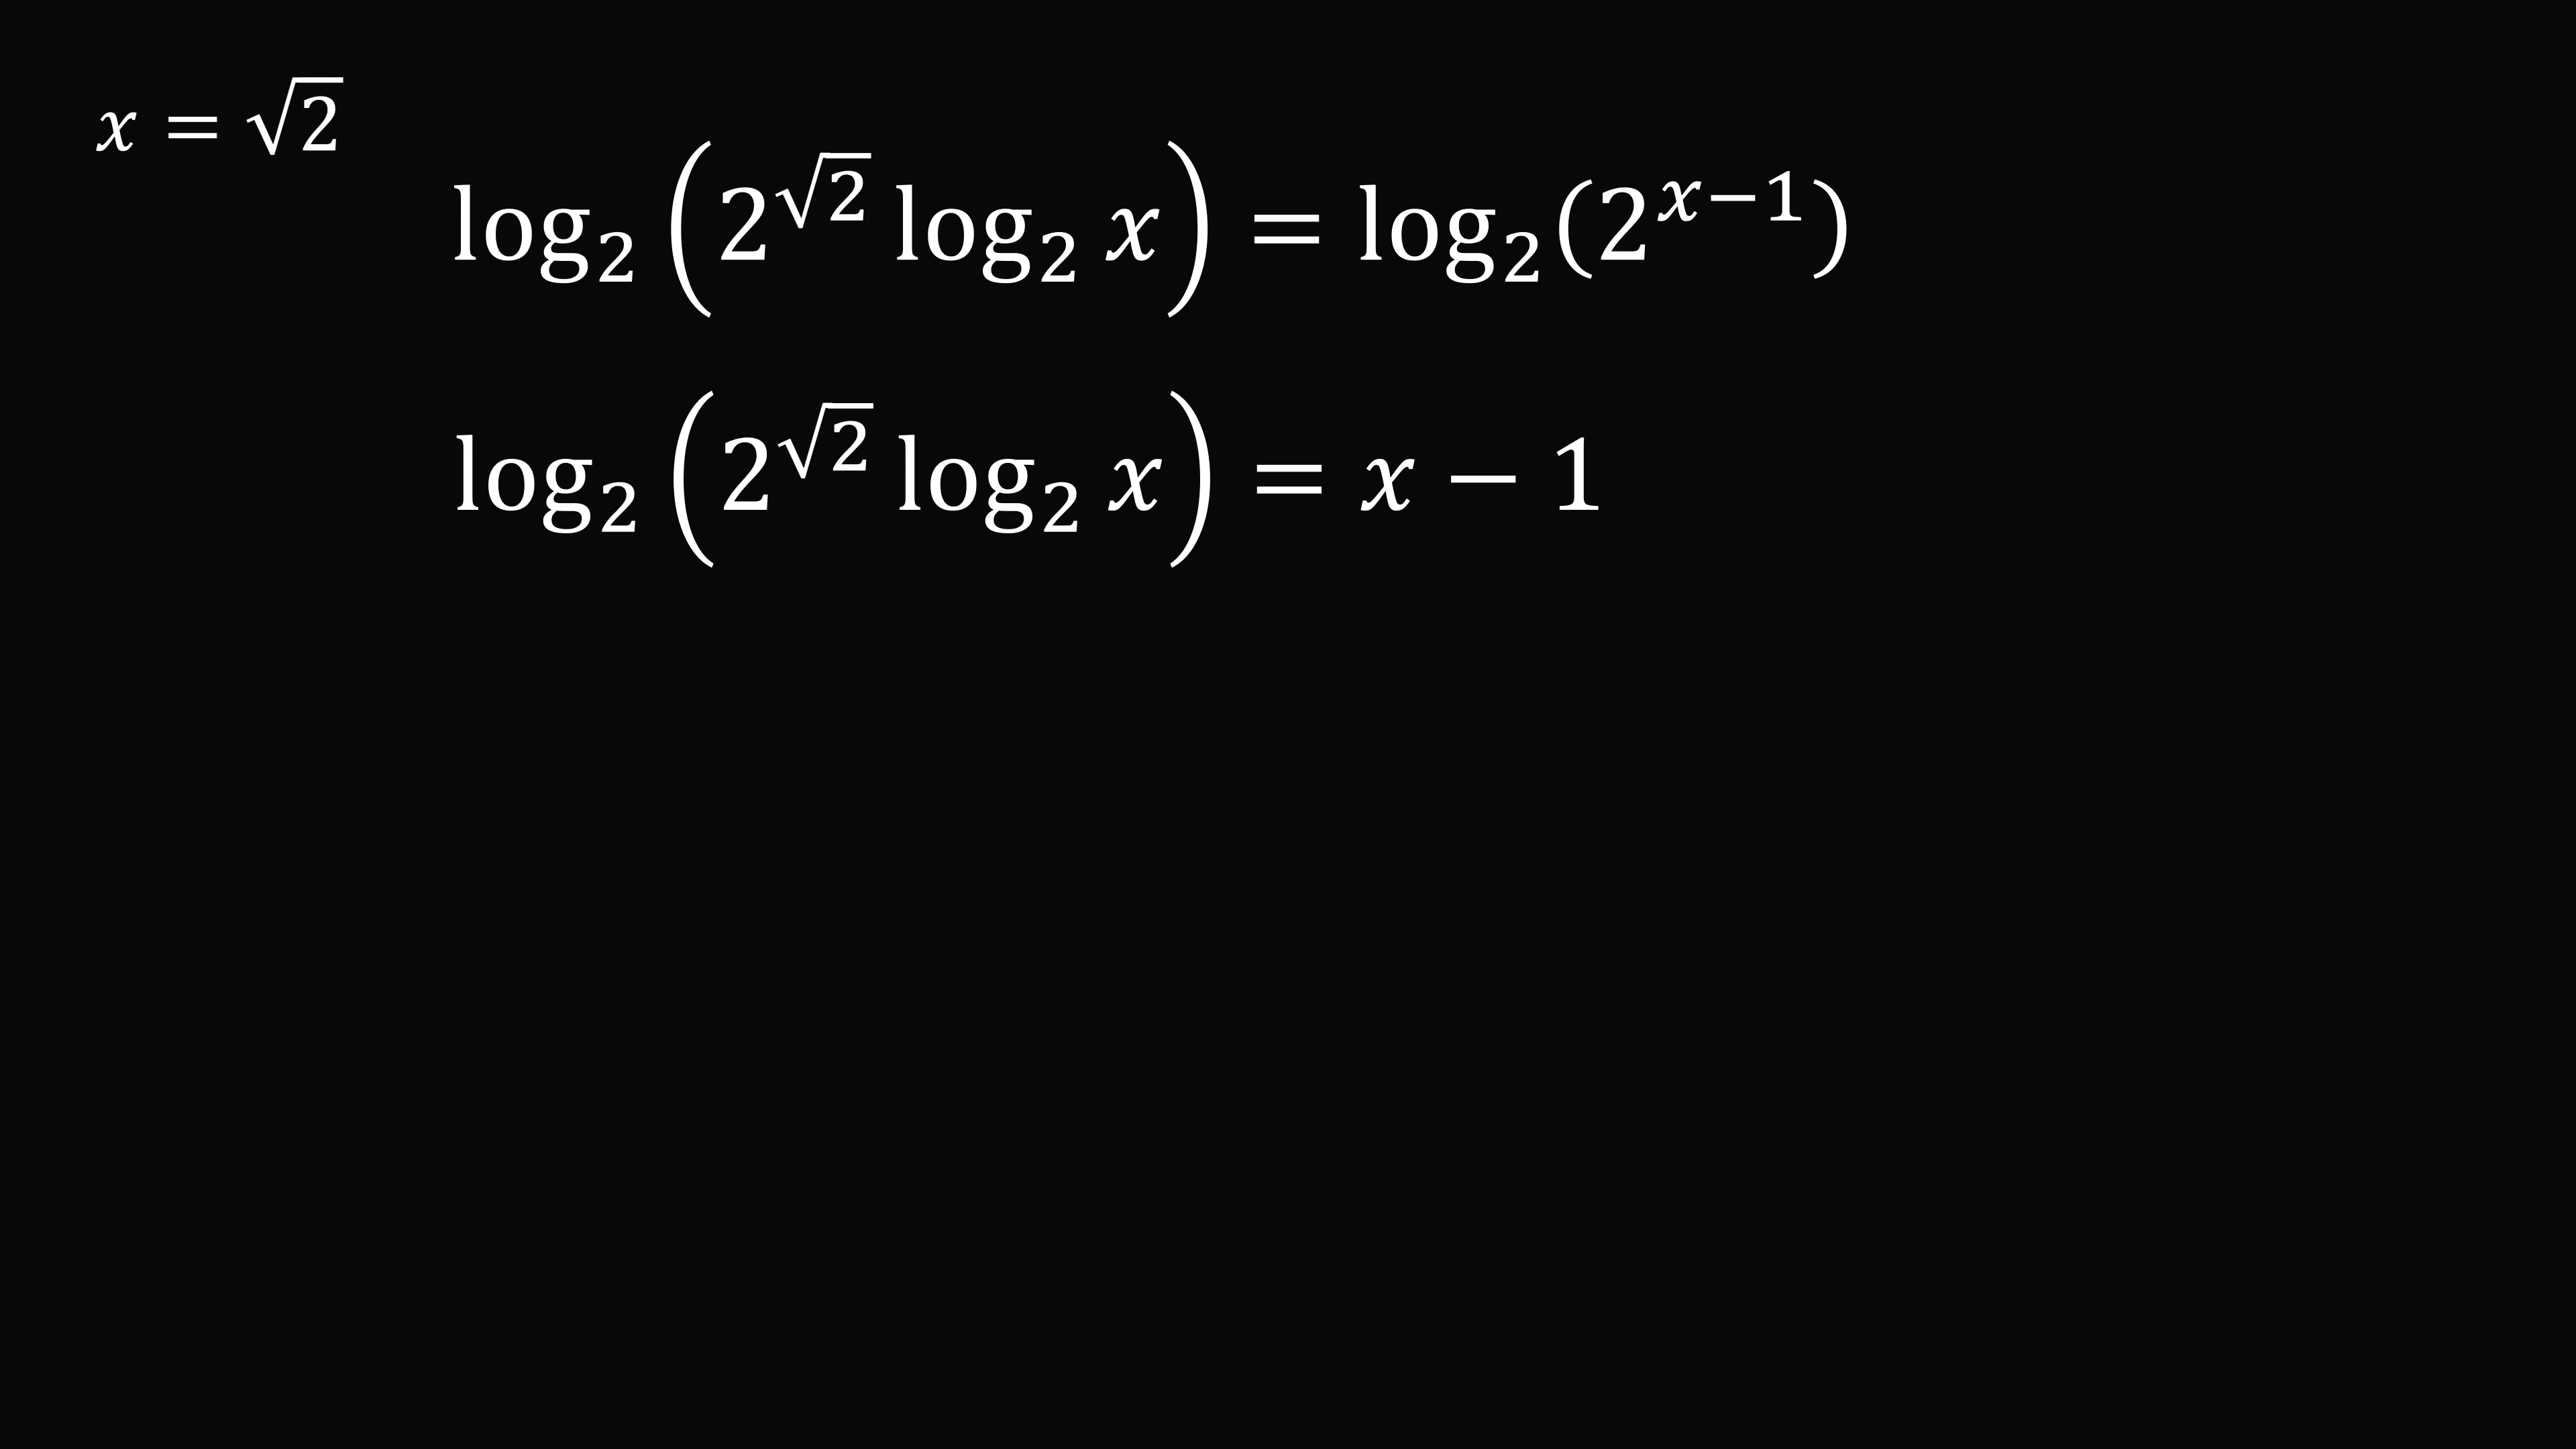 x = √2
log₂(2^√2 log₂ x) = log₂(2^(x−1))
log₂(2^√2 log₂ x) = x − 1